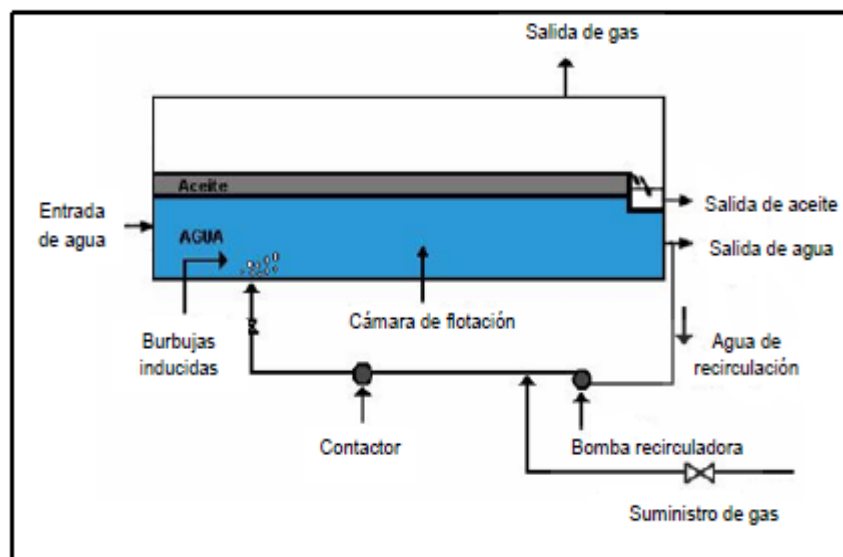 Salida de gas
Aceite
Entrada
de agua
Salida de aceite
AGUA
Salida de agua
Burbujas
inducidas
Cámara de flotación
Agua de
recirculación
Contactor
Bomba recirculadora
Suministro de gas